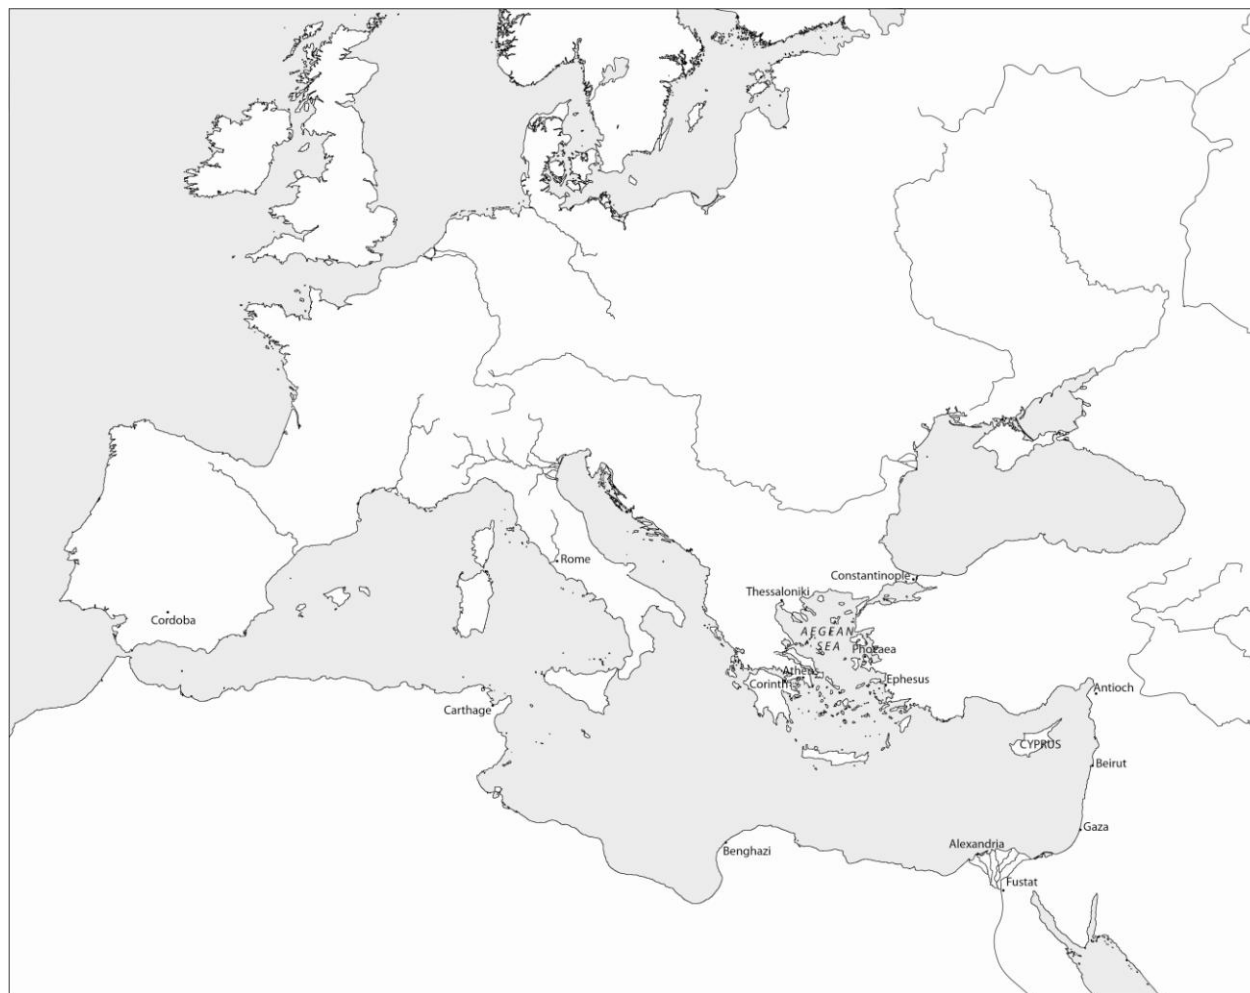 Rome
Constantinople
Thessaloniki
Cordoba
AEGEAN
SEA
Phocaea
Athens
Ephesus
Corinth
Antioch
Carthage
CYPRUS
Beirut
Gaza
Alexandria
Benghazi
Fustat